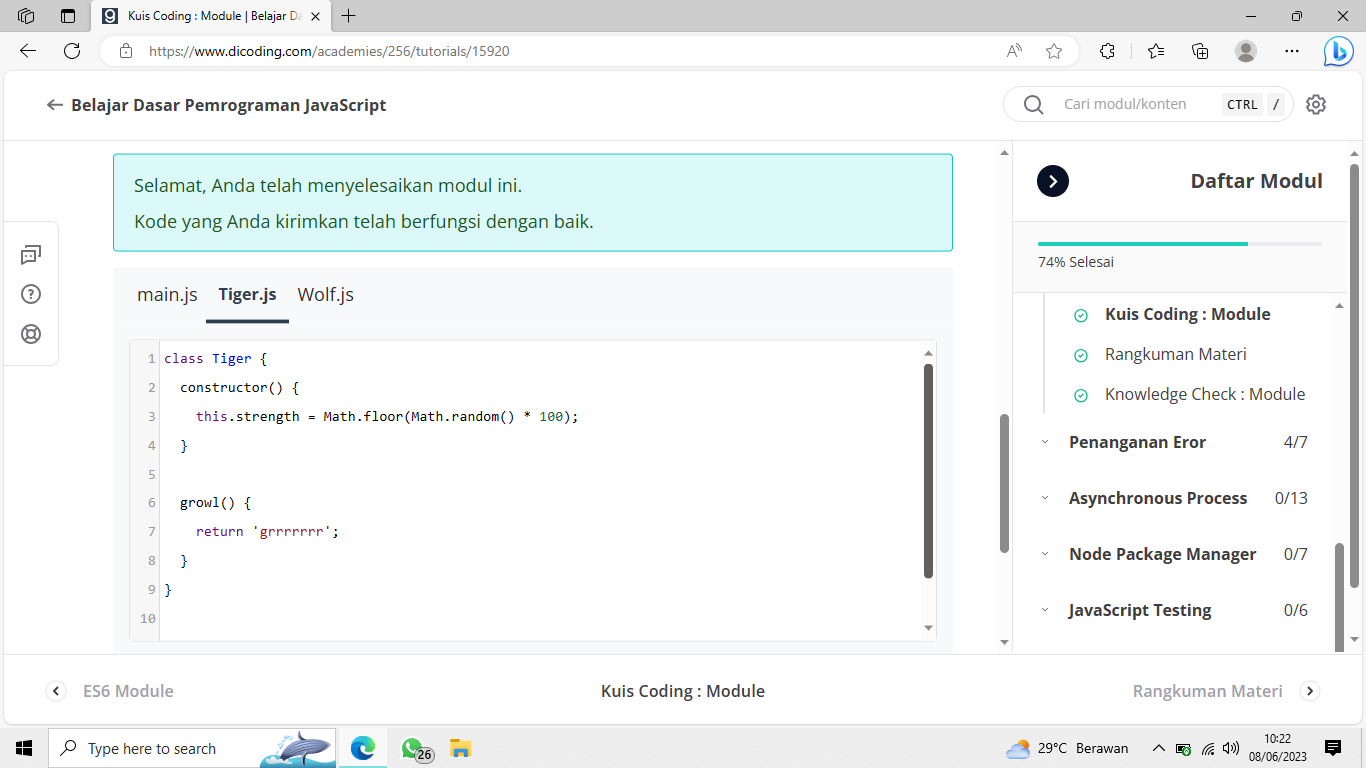 Kuis Coding : Module | Belajar Da
https://www.dicoding.com/academies/256/tutorials/15920
Belajar Dasar Pemrograman JavaScript
Cari modul/konten CTRL /
Selamat, Anda telah menyelesaikan modul ini.
Kode yang Anda kirimkan telah berfungsi dengan baik.
main.js Tiger.js Wolf.js
1 class Tiger {
2 constructor() {
3 this.strength = Math.floor(Math.random() * 100);
4 }
5
6 growl() {
7 return 'grrrrrrr';
8 }
9 }
10
Daftar Modul
74% Selesai
Kuis Coding : Module
Rangkuman Materi
Knowledge Check : Module
Penanganan Eror 4/7
Asynchronous Process 0/13
Node Package Manager 0/7
JavaScript Testing 0/6
ES6 Module
Kuis Coding : Module
Rangkuman Materi
Type here to search
26
29°C Berawan
10:22
08/06/2023